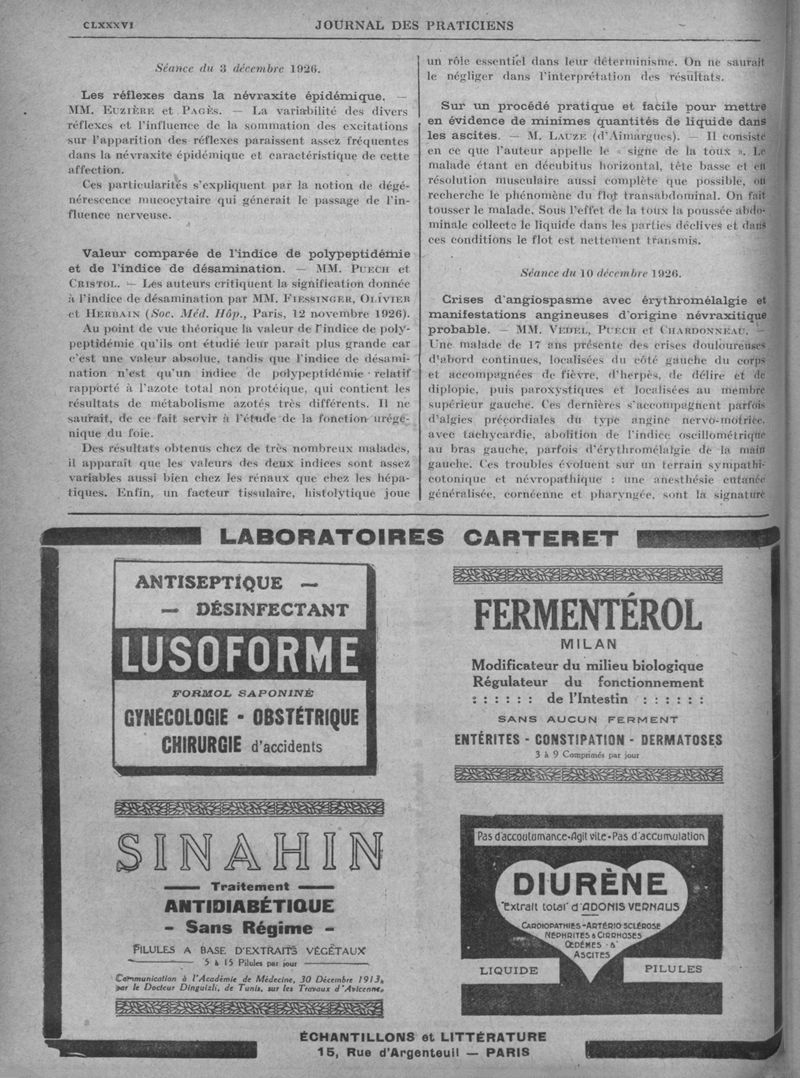 CLXXXVI
JOURNAL DES PRATICIENS
Séance du 3 décembre 1926.
Les réflexes dans la névraxite épidémique. —
MM. EUZIÈRE et PAGÈS. — La variabilité des divers
réflexes et l'influence de la sommation des excitations
sur l'apparition des réflexes paraissent assez fréquentes
dans la névraxite épidémique et caractéristique de cette
affection.
Ces particularités s'expliquent par la notion de dégé-
nérescence mucocytaire qui génerait le passage de l'in-
fluence nerveuse.
Valeur comparée de l'indice de polypeptidémie
et de l'indice de désamination. — MM. PUECH et
CRISTOL. — Les auteurs critiquent la signification donnée
à l'indice de désamination par MM. FIESSINGER, OLIVIER
et HERBAIN (Soc. Méd. Hôp., Paris, 12 novembre 1926).
Au point de vue théorique la valeur de l'indice de poly-
peptidémie qu'ils ont étudié leur paraît plus grande car
c'est une valeur absolue, tandis que l'indice de désami-
nation n'est qu'un indice de polypeptidémie relatif
rapporté à l'azote total non protéique, qui contient les
résultats de métabolisme azotés très différents. Il ne
saurait, de ce fait servir à l'étude de la fonction urégé-
nique du foie.
Des résultats obtenus chez de très nombreux malades,
il apparaît que les valeurs des deux indices sont assez
variables aussi bien chez les rénaux que chez les hépa-
tiques. Enfin, un facteur tissulaire, histolytique joue
un rôle essentiel dans leur déterminisme. On ne saurait
le négliger dans l'interprétation des résultats.
Sur un procédé pratique et facile pour mettre
en évidence de minimes quantités de liquide dans
les ascites. — M. LAUZE (d'Aimargues). — Il consiste
en ce que l'auteur appelle le « signe de la toux ». Le
malade étant en décubitus horizontal, tête basse et en
résolution musculaire aussi complète que possible, on
recherche le phénomène du flot transabdominal. On fait
tousser le malade. Sous l'effet de la toux la poussée abdo-
minale collecte le liquide dans les parties déclives et dans
ces conditions le flot est nettement transmis.
Séance du 10 décembre 1926.
Crises d'angiospasme avec érythromélalgie et
manifestations angineuses d'origine névraxitique
probable. — MM. VEDEL, PUECH et CHARDONNEAU. —
Une malade de 17 ans présente des crises douloureuses
d'abord continues, localisées du côté gauche du corps
et accompagnées de fièvre, d'herpès, de délire et de
diplopie, puis paroxystiques et localisées au membre
supérieur gauche. Ces dernières s'accompagnent parfois
d'algies précordiales du type angine nervo-motrice,
avec tachycardie, abolition de l'indice oscillométrique
au bras gauche, parfois d'érythromélalgie de la main
gauche. Ces troubles évoluent sur un terrain sympathi-
cotonique et névropathique : une anesthésie cutanée
généralisée, cornéenne et pharyngée, sont la signature
LABORATOIRES CARTERET
ANTISEPTIQUE —
— DÉSINFECTANT
LUSOFORME
FORMOL SAPONINÉ
GYNÉCOLOGIE - OBSTÉTRIQUE
CHIRURGIE d'accidents
FERMENTÉROL
MILAN
Modificateur du milieu biologique
Régulateur du fonctionnement
: : : : : : de l'Intestin : : : : : :
SANS AUCUN FERMENT
ENTÉRITES - CONSTIPATION - DERMATOSES
3 à 9 Comprimés par jour
SINAHIN
Traitement
ANTIDIABÉTIQUE
- Sans Régime -
PILULES A BASE D'EXTRAITS VÉGÉTAUX
5 à 15 Pilules par jour
Communication à l'Académie de Médecine, 30 Décembre 1913,
par le Docteur Dinguizli, de Tunis, sur les Travaux d'Avicenne.
Pas d'accoutumance • Agit vite • Pas d'accumulation
DIURÈNE
"Extrait total" d'ADONIS VERNALIS
CARDIOPATHIES - ARTÉRIO SCLÉROSE
NÉPHRITES & CIRRHOSES
ŒDÈMES - &
ASCITES
LIQUIDE
PILULES
ÉCHANTILLONS et LITTÉRATURE
15, Rue d'Argenteuil — PARIS